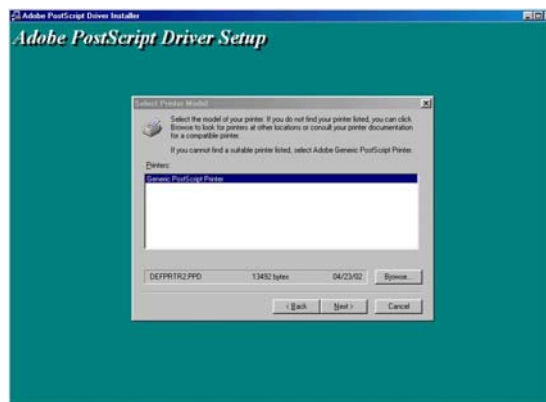 Adobe PostScript Driver Installer
Adobe PostScript Driver Setup
Select Printer Model
Select the model of your printer. If you do not find your printer listed, you can click
Browse to look for printers at other locations or consult your printer documentation
for a compatible printer.
If you cannot find a suitable printer listed, select Adobe Generic PostScript Printer.
Printers:
Generic PostScript Printer
DEFPRTR2.PPD 13492 bytes 04/23/02 Browse...
< Back Next > Cancel